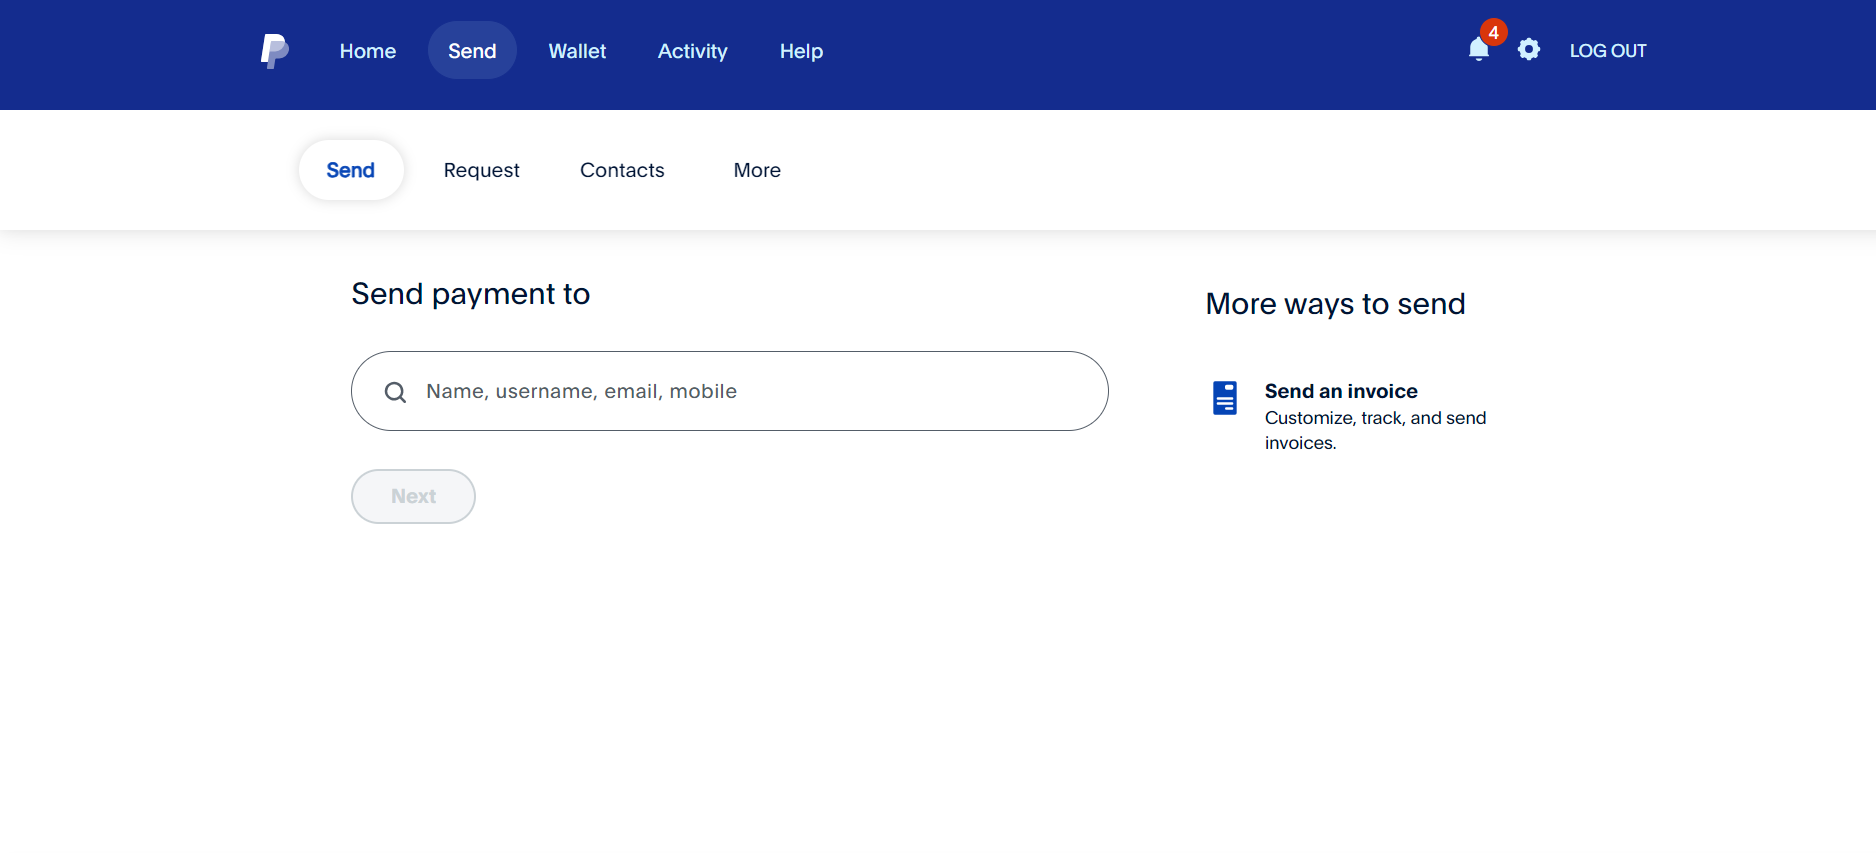 Home Send Wallet Activity Help 4 LOG OUT
Send Request Contacts More
Send payment to
Name, username, email, mobile
Next
More ways to send
Send an invoice
Customize, track, and send
invoices.